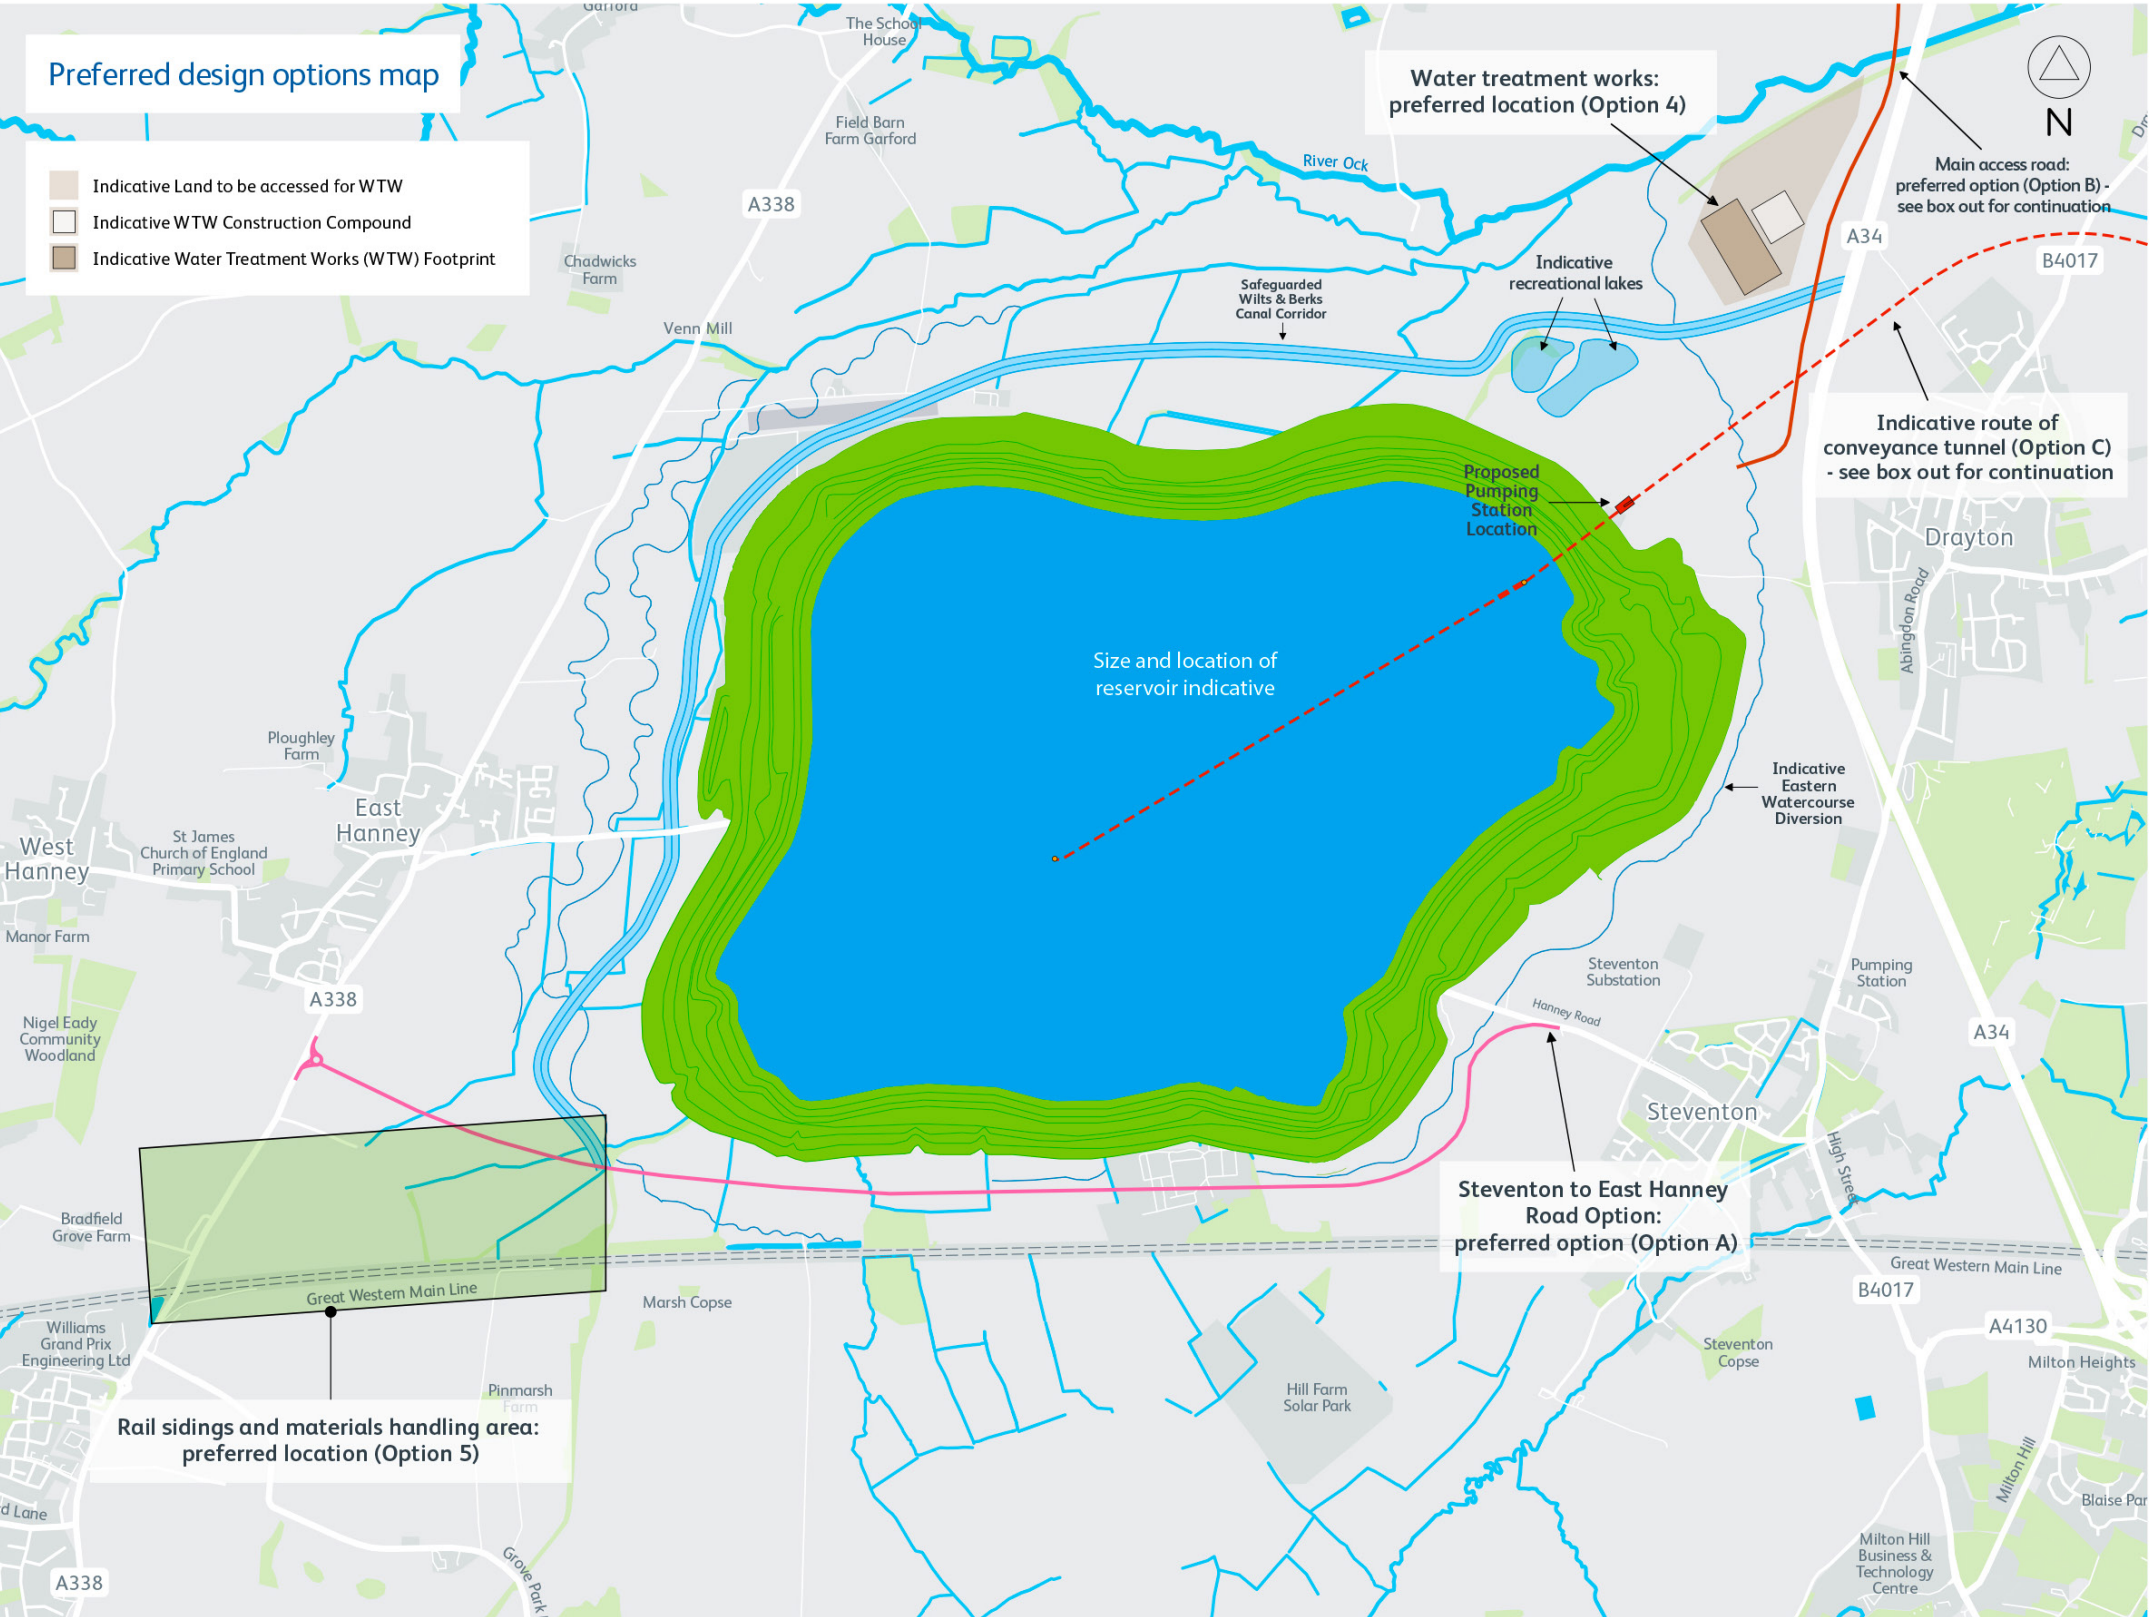 Preferred design options map
Indicative Land to be accessed for WTW
Indicative WTW Construction Compound
Indicative Water Treatment Works (WTW) Footprint
Garford
The School
House
Field Barn
Farm Garford
A338
Chadwicks
Farm
Venn Mill
River Ock
Water treatment works:
preferred location (Option 4)
N
Main access road:
preferred option (Option B) -
see box out for continuation
A34
B4017
Indicative
recreational lakes
Safeguarded
Wilts & Berks
Canal Corridor
Indicative route of
conveyance tunnel (Option C)
- see box out for continuation
Proposed
Pumping
Station
Location
Drayton
Abingdon Road
Size and location of
reservoir indicative
Ploughley
Farm
East
Hanney
West
Hanney
St James
Church of England
Primary School
Manor Farm
A338
Nigel Eady
Community
Woodland
Indicative
Eastern
Watercourse
Diversion
Steventon
Substation
Pumping
Station
Hanney Road
A34
Steventon
High Street
Steventon to East Hanney
Road Option:
preferred option (Option A)
Bradfield
Grove Farm
Great Western Main Line
Great Western Main Line
Marsh Copse
B4017
A4130
Williams
Grand Prix
Engineering Ltd
Steventon
Copse
Milton Heights
Pinmarsh
Farm
Hill Farm
Solar Park
Rail sidings and materials handling area:
preferred location (Option 5)
Milton Hill
d Lane
Blaise Par
Grove Park
Milton Hill
Business &
Technology
Centre
A338